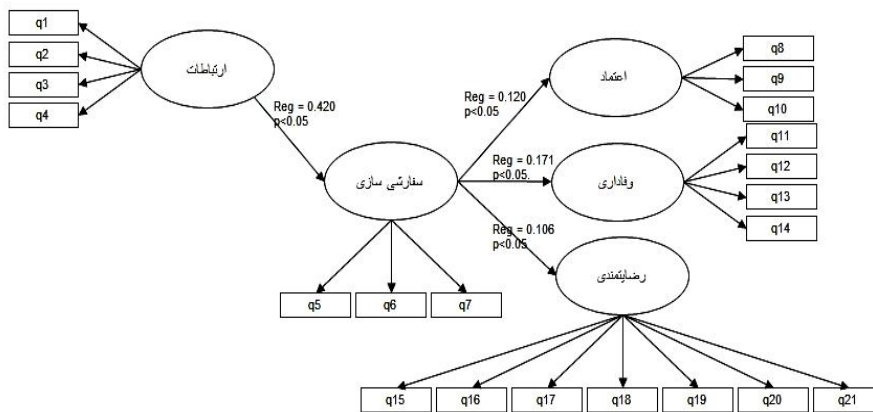 q1
q2
q3
q4
ارتباطات
Reg = 0.420
p<0.05
سفارشی سازی
q5
q6
q7
Reg = 0.120
p<0.05
اعتماد
q8
q9
q10
Reg = 0.171
p<0.05.
وفاداری
q11
q12
q13
q14
Reg = 0.106
p<0.05
رضایتمندی
q15
q16
q17
q18
q19
q20
q21